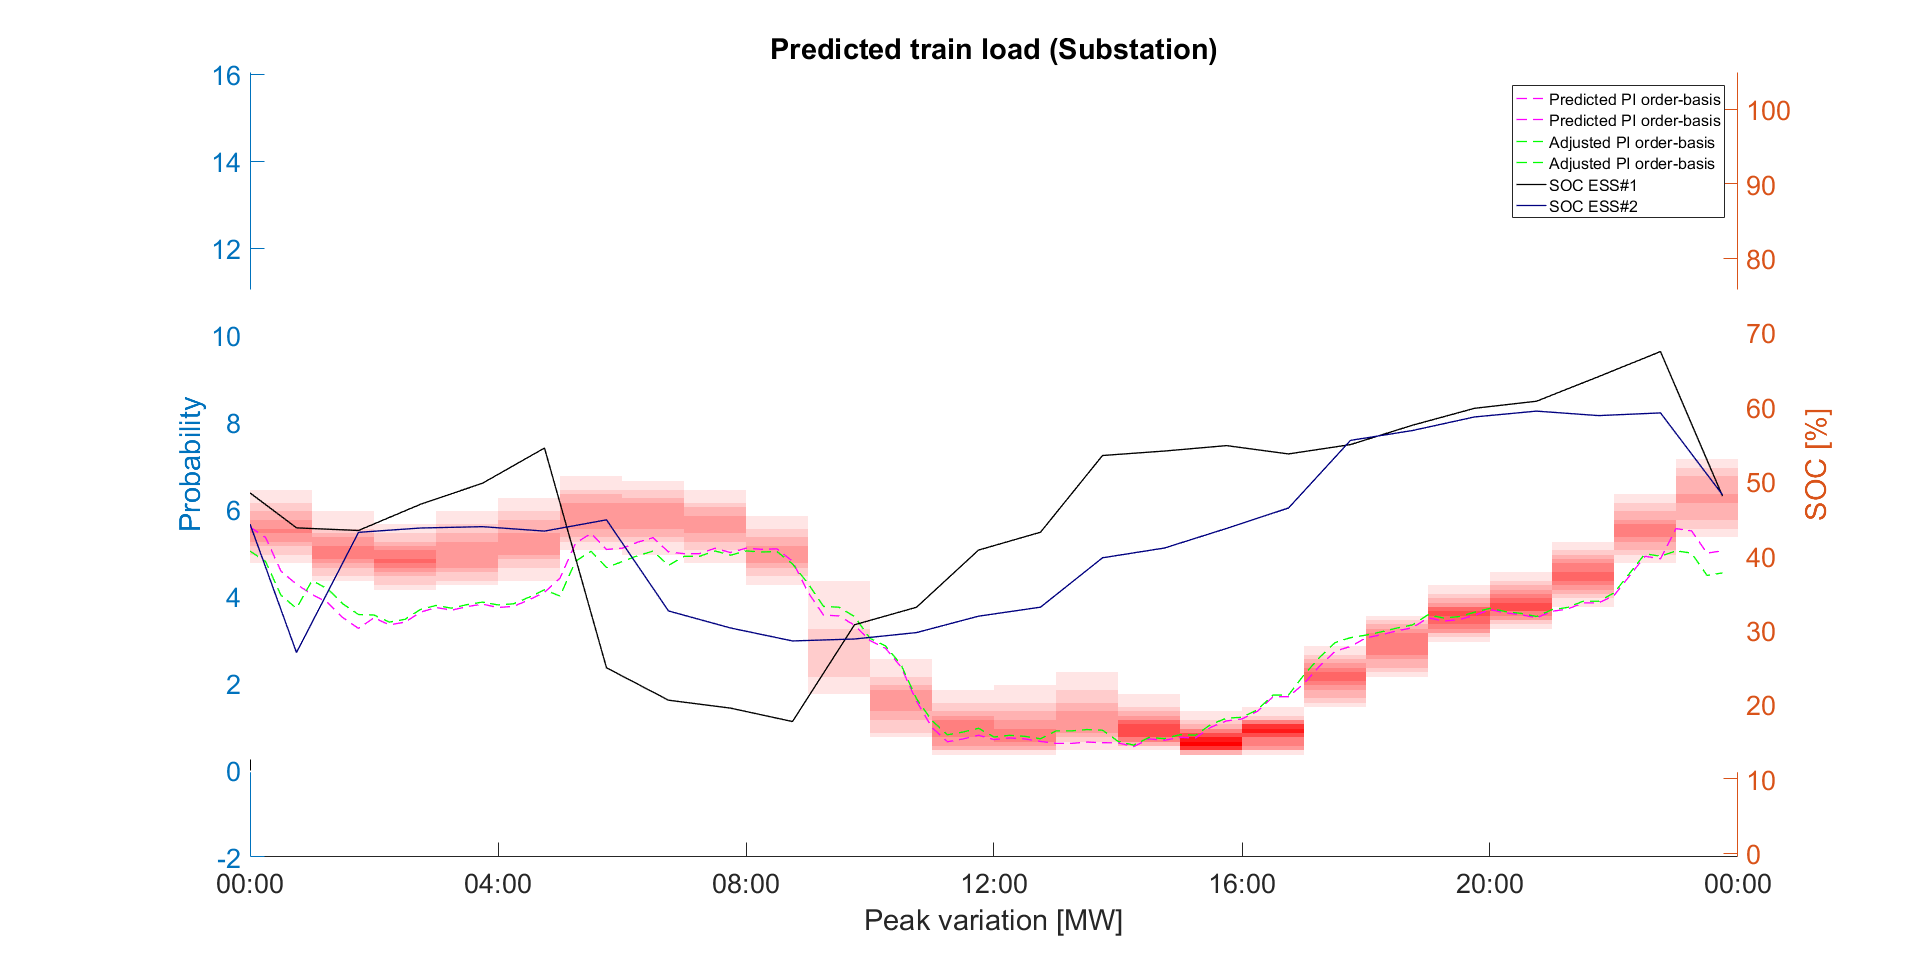 Predicted train load (Substation)
16
14
12
10
8
6
4
2
0
-2
Probability
100
90
80
70
60
50
40
30
20
10
0
SOC [%]
Predicted PI order-basis
Predicted PI order-basis
Adjusted PI order-basis
Adjusted PI order-basis
SOC ESS#1
SOC ESS#2
00:00 04:00 08:00 12:00 16:00 20:00 00:00
Peak variation [MW]